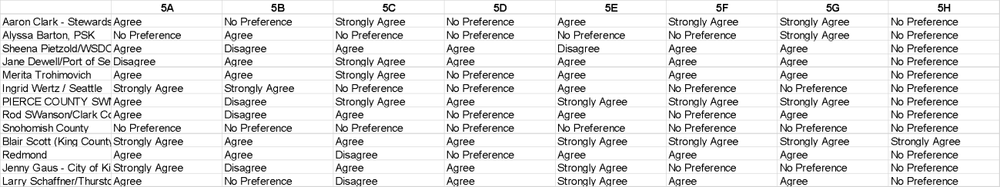 5A 5B 5C 5D 5E 5F 5G 5H
Aaron Clark - Stewards Agree No Preference Strongly Agree No Preference Agree Strongly Agree Strongly Agree No Preference
Alyssa Barton, PSK No Preference Agree No Preference No Preference No Preference No Preference Strongly Agree No Preference
Sheena Pietzold/WSDO Agree Disagree Agree Agree Disagree Agree Agree No Preference
Jane Dewell/Port of Se Disagree Agree Strongly Agree Agree Agree Agree Agree No Preference
Merita Trohimovich Agree Agree Strongly Agree No Preference Agree Agree Agree No Preference
Ingrid Wertz / Seattle Strongly Agree Strongly Agree No Preference No Preference Agree No Preference No Preference No Preference
PIERCE COUNTY SWM Agree Disagree Strongly Agree Agree Strongly Agree Strongly Agree Strongly Agree No Preference
Rod SWanson/Clark Co Agree Disagree Agree No Preference Agree No Preference Agree No Preference
Snohomish County No Preference No Preference No Preference No Preference No Preference No Preference No Preference No Preference
Blair Scott (King County Strongly Agree Agree Agree Agree Strongly Agree Strongly Agree Strongly Agree Strongly Agree
Redmond Agree Agree Disagree No Preference Agree Agree Agree No Preference
Jenny Gaus - City of Ki Strongly Agree Disagree Agree Agree Strongly Agree No Preference No Preference No Preference
Larry Schaffner/Thursto Agree No Preference Disagree Agree Strongly Agree Agree Agree No Preference